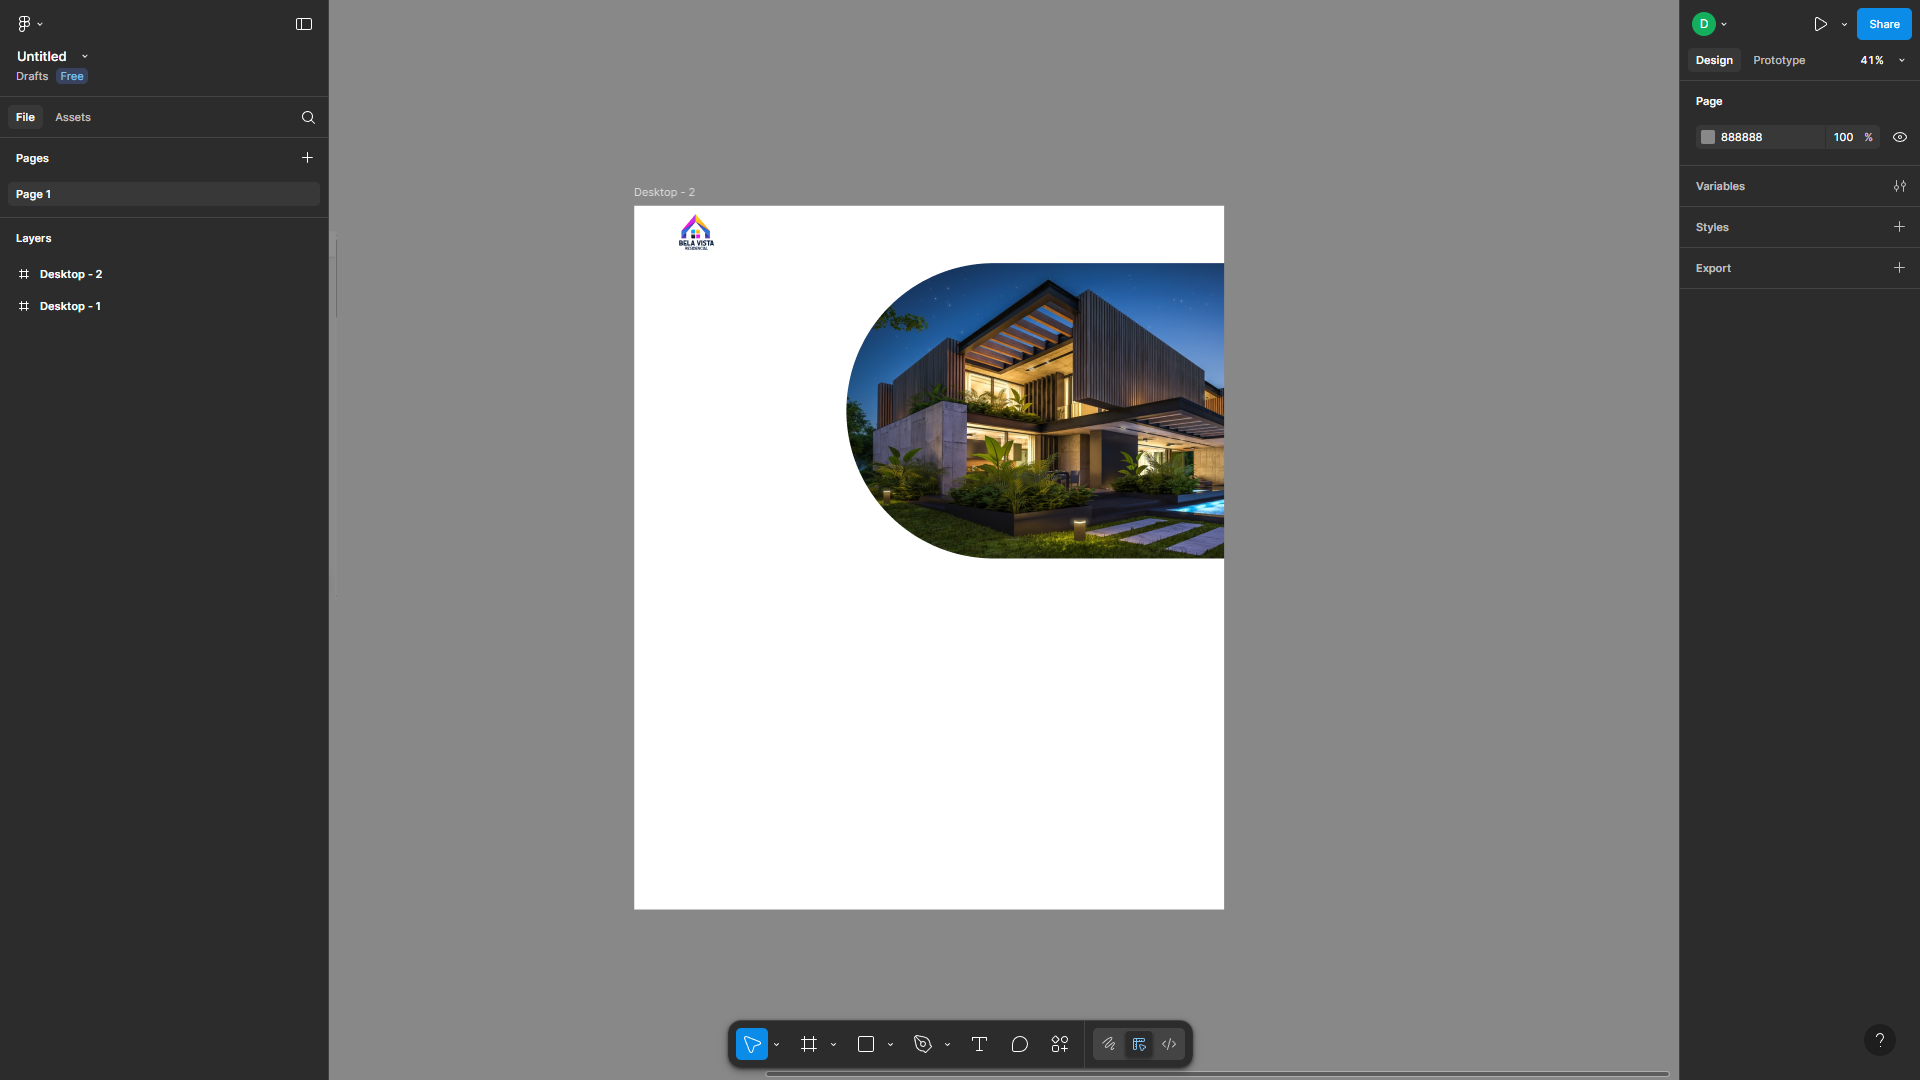 Untitled
Drafts Free
File Assets
Pages
Page 1
Layers
Desktop - 2
Desktop - 1
Desktop - 2
BELA VISTA
RESIDENCIAL
D
Share
Design Prototype 41%
Page
888888 100 %
Variables
Styles
Export
?